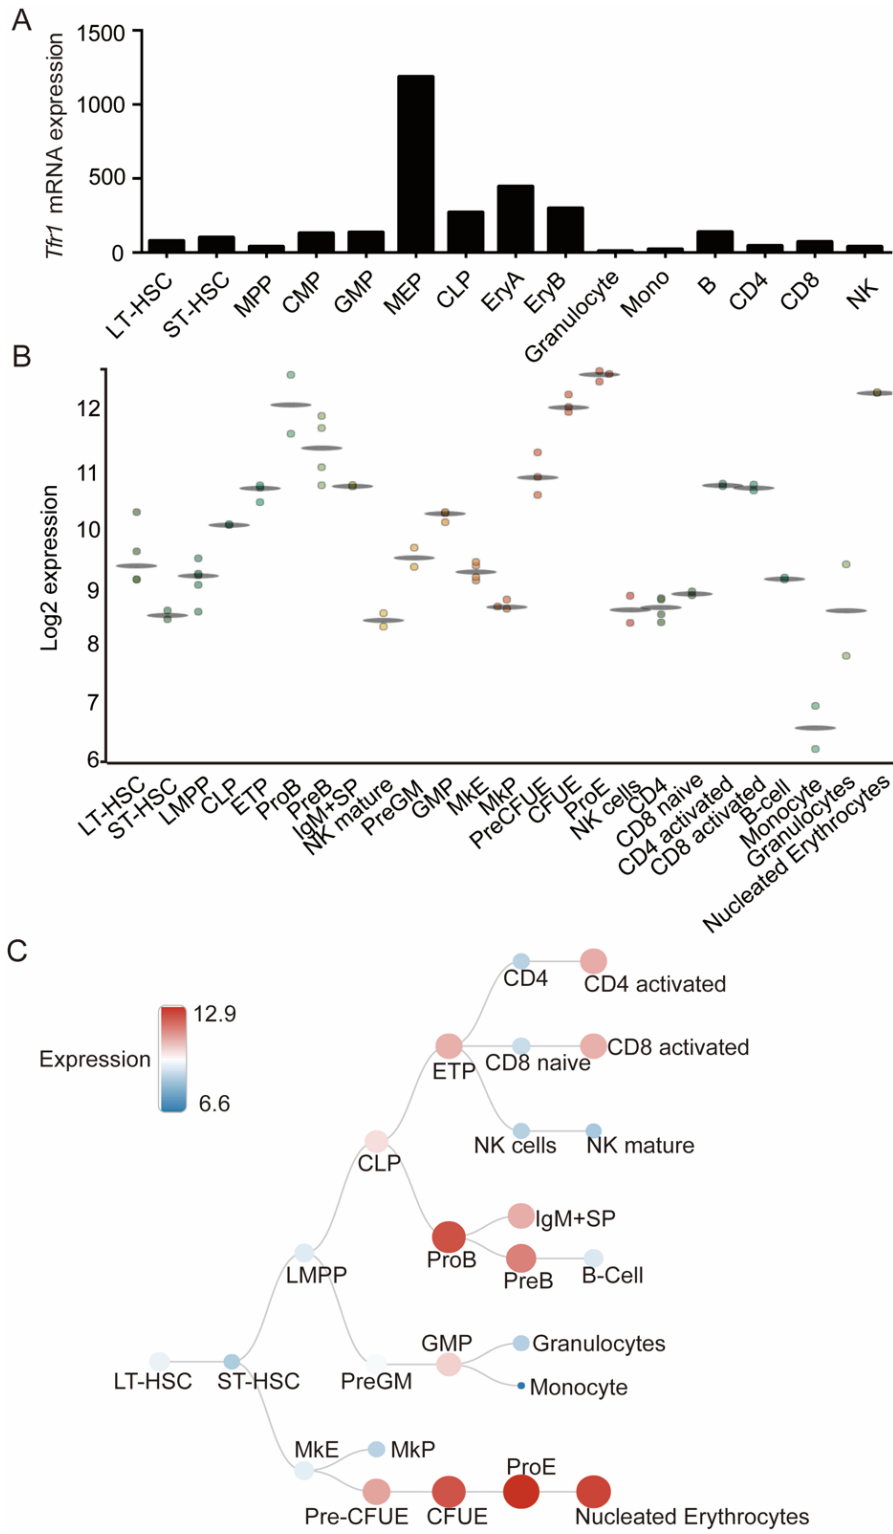 A
Tfr1 mRNA expression
1500
1000
500
0
LT-HSC
ST-HSC
MPP
CMP
GMP
MEP
CLP
EryA
EryB
Granulocyte
Mono
B
CD4
CD8
NK
B
Log2 expression
12
11
10
9
8
7
6
LT-HSC
ST-HSC
LMPP
CLP
ETP
ProB
PreB
IgM+SP
NK mature
PreGM
GMP
MkE
MkP
PreCFUE
CFUE
ProE
NK cells
CD4
CD8 naive
CD4 activated
CD8 activated
B-cell
Monocyte
Granulocytes
Nucleated Erythrocytes
C
Expression
12.9
6.6
CD4
CD4 activated
ETP
CD8 naive
CD8 activated
NK cells
NK mature
CLP
IgM+SP
ProB
PreB
B-Cell
LMPP
GMP
Granulocytes
LT-HSC
ST-HSC
PreGM
Monocyte
MkE
MkP
ProE
Pre-CFUE
CFUE
Nucleated Erythrocytes